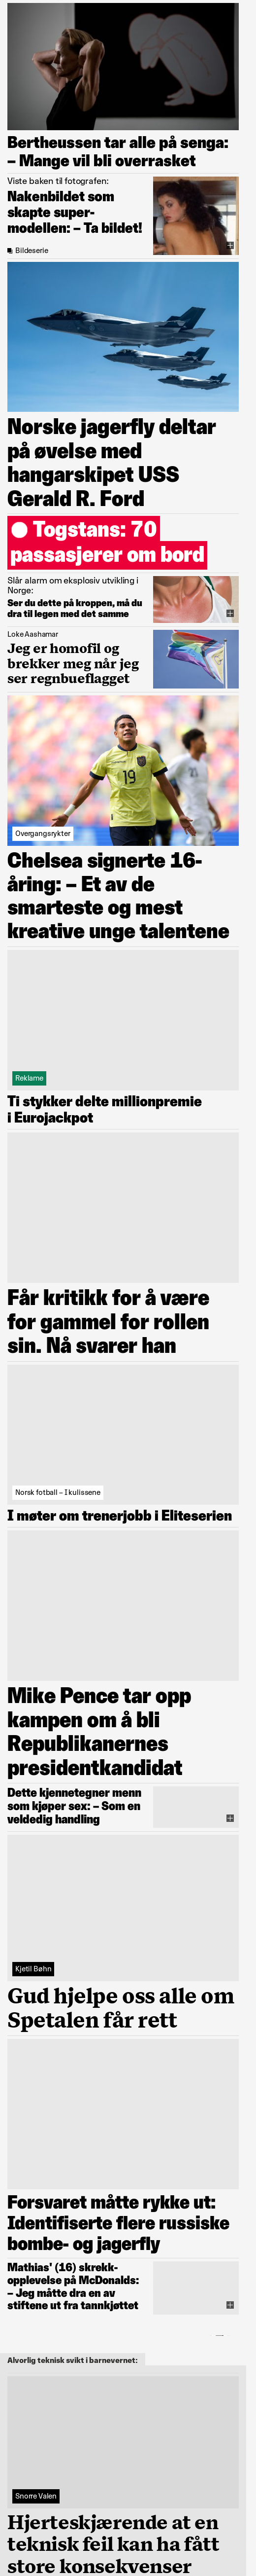 Bertheussen tar alle på senga:
– Mange vil bli overrasket
Viste baken til fotografen:
Nakenbildet som
skapte super-
modellen: – Ta bildet!
Bildeserie
Norske jagerfly deltar
på øvelse med
hangarskipet USS
Gerald R. Ford
Togstans: 70
passasjerer om bord
Slår alarm om eksplosiv utvikling i
Norge:
Ser du dette på kroppen, må du
dra til legen med det samme
Loke Aashamar
Jeg er homofil og
brekker meg når jeg
ser regnbueflagget
19
Overgangsrykter
Chelsea signerte 16-
åring: – Et av de
smarteste og mest
kreative unge talentene
Reklame
Ti stykker delte millionpremie
i Eurojackpot
Får kritikk for å være
for gammel for rollen
sin. Nå svarer han
Norsk fotball – I kulissene
I møter om trenerjobb i Eliteserien
Mike Pence tar opp
kampen om å bli
Republikanernes
presidentkandidat
Dette kjennetegner menn
som kjøper sex: – Som en
veldedig handling
Kjetil Bøhn
Gud hjelpe oss alle om
Spetalen får rett
Forsvaret måtte rykke ut:
Identifiserte flere russiske
bombe- og jagerfly
Mathias' (16) skrekk-
opplevelse på McDonalds:
– Jeg måtte dra en av
stiftene ut fra tannkjøttet
Alvorlig teknisk svikt i barnevernet:
Snorre Valen
Hjerteskjærende at en
teknisk feil kan ha fått
store konsekvenser